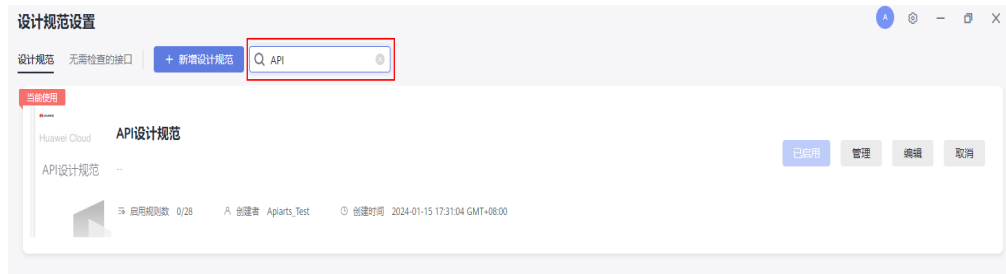 设计规范设置
A
设计规范 无需检查的接口 + 新增设计规范 API
当前使用
HUAWEI
Huawei Cloud
API设计规范
API设计规范
--
启用规则数 0/28 创建者 Apiarts_Test 创建时间 2024-01-15 17:31:04 GMT+08:00
已启用 管理 编辑 取消